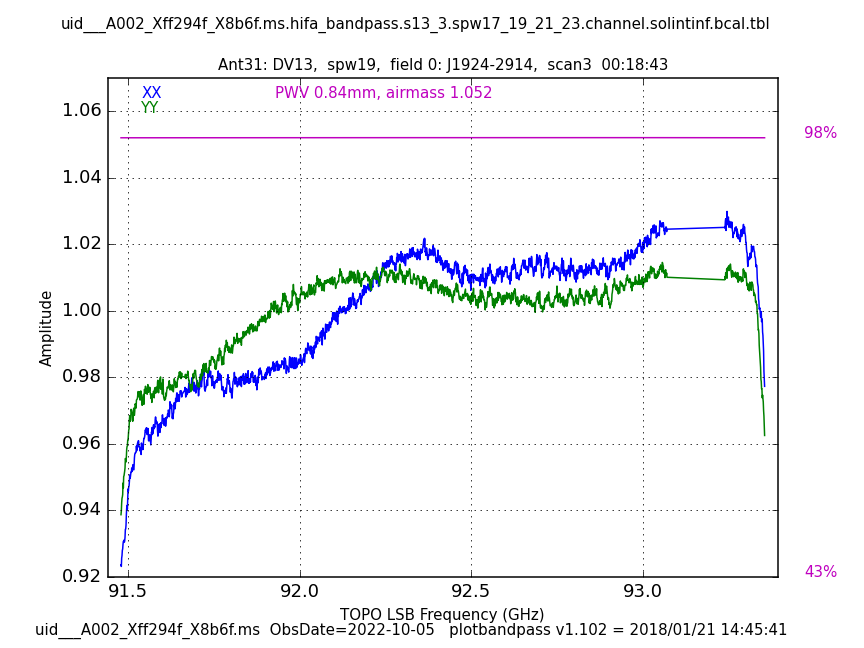 uid___A002_Xff294f_X8b6f.ms.hifa_bandpass.s13_3.spw17_19_21_23.channel.solintinf.bcal.tbl
Ant31: DV13,  spw19,  field 0: J1924-2914,  scan3  00:18:43
XX
PWV 0.84mm, airmass 1.052
YY
1.06
98%
1.04
1.02
1.00
0.98
0.96
0.94
0.92
43%
Amplitude
91.5 92.0 92.5 93.0
TOPO LSB Frequency (GHz)
uid___A002_Xff294f_X8b6f.ms  ObsDate=2022-10-05   plotbandpass v1.102 = 2018/01/21 14:45:41